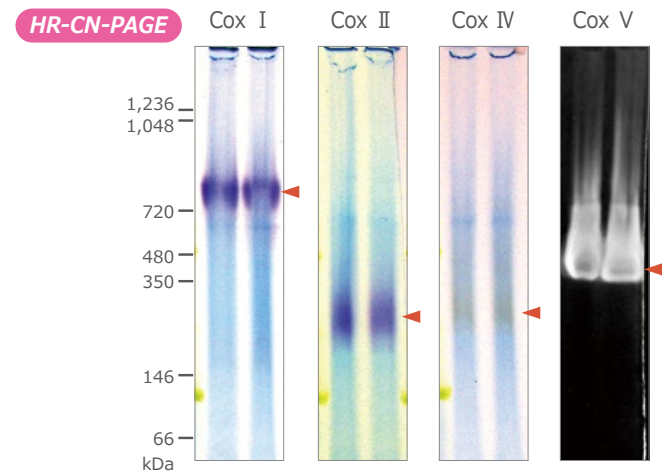 HR-CN-PAGE
Cox Ⅰ
Cox Ⅱ
Cox Ⅳ
Cox Ⅴ
1,236
1,048
720
480
350
146
66
kDa